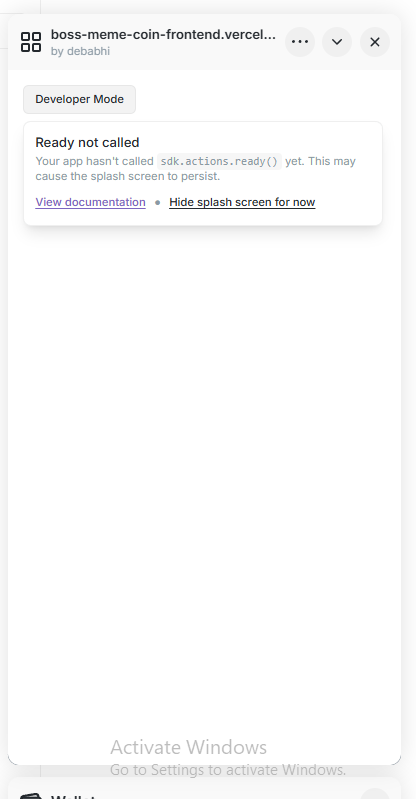 boss-meme-coin-frontend.vercel...
by debabhi
Developer Mode
Ready not called
Your app hasn't called sdk.actions.ready() yet. This may
cause the splash screen to persist.
View documentation • Hide splash screen for now
Activate Windows
Go to Settings to activate Windows.